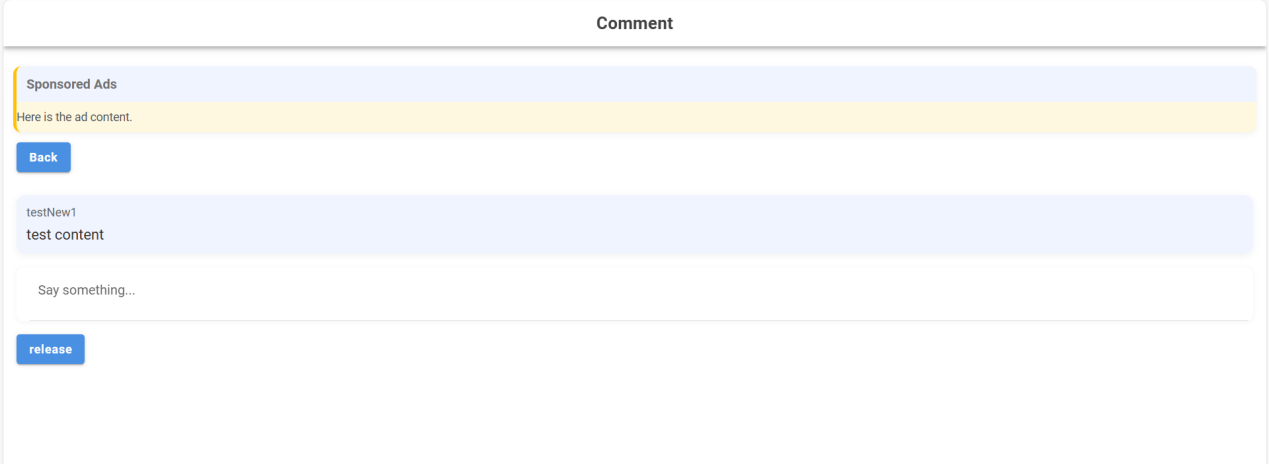 Comment
Sponsored Ads
Here is the ad content.
Back
testNew1
test content
Say something...
release